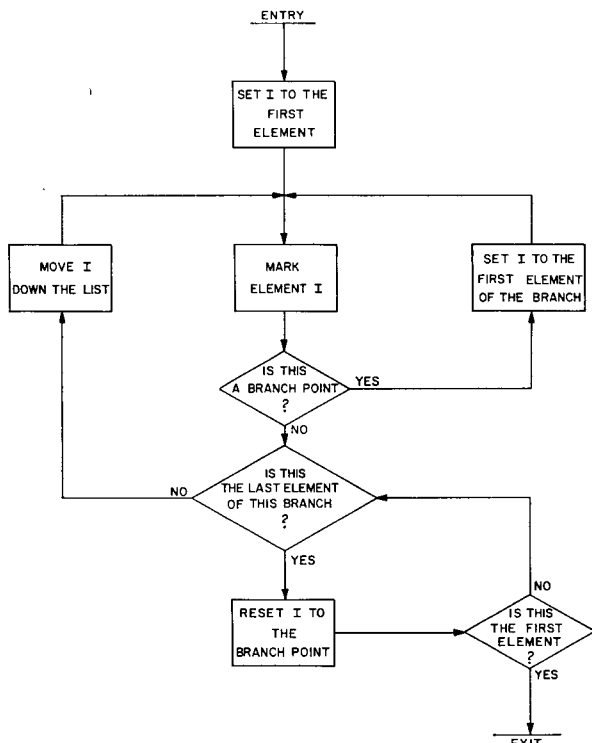 ENTRY
SET I TO THE
FIRST
ELEMENT
MOVE I
DOWN THE LIST
MARK
ELEMENT I
SET I TO THE
FIRST ELEMENT
OF THE BRANCH
IS THIS
A BRANCH POINT
?
YES
NO
IS THIS
THE LAST ELEMENT
OF THIS BRANCH
?
NO
YES
RESET I TO
THE
BRANCH POINT
NO
IS THIS
THE FIRST
ELEMENT
?
YES
EXIT